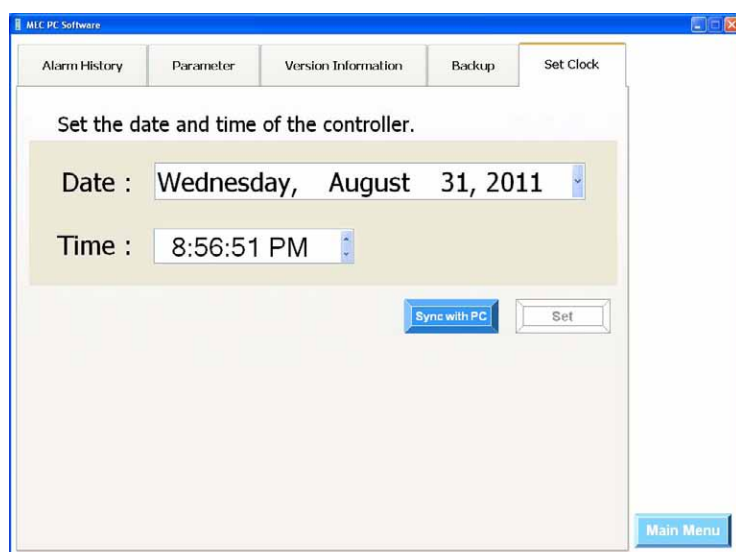 MEC PC Software
Alarm History Parameter Version Information Backup Set Clock
Set the date and time of the controller.
Date : Wednesday, August 31, 2011
Time : 8:56:51 PM
Sync with PC Set
Main Menu